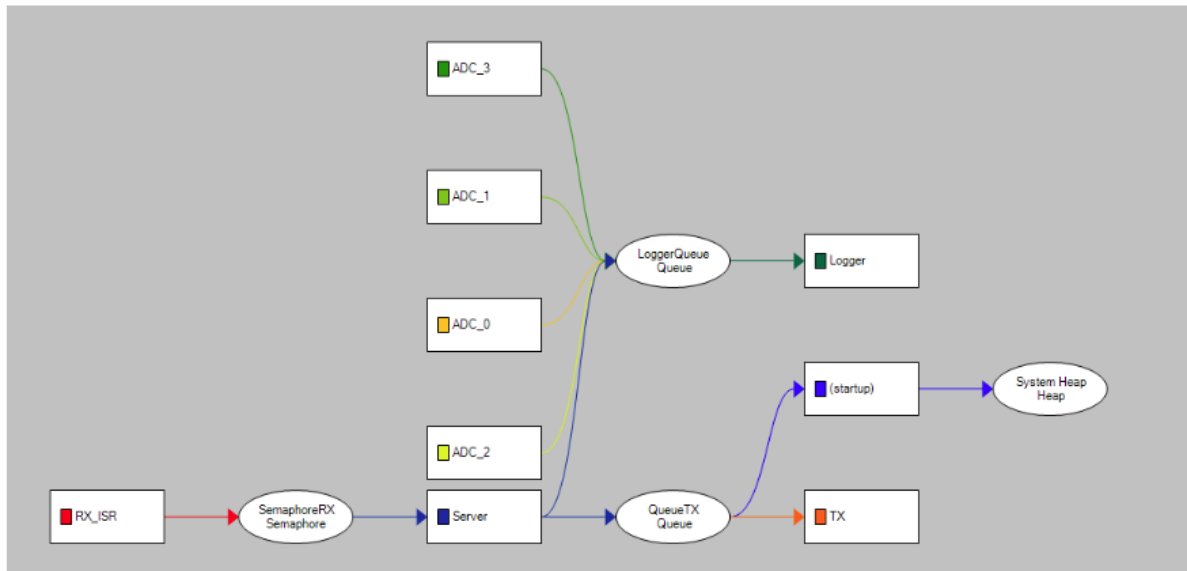 ADC_3
ADC_1
LoggerQueue
Queue
Logger
ADC_0
(startup)
System Heap
Heap
ADC_2
RX_ISR
SemaphoreRX
Semaphore
Server
QueueTX
Queue
TX